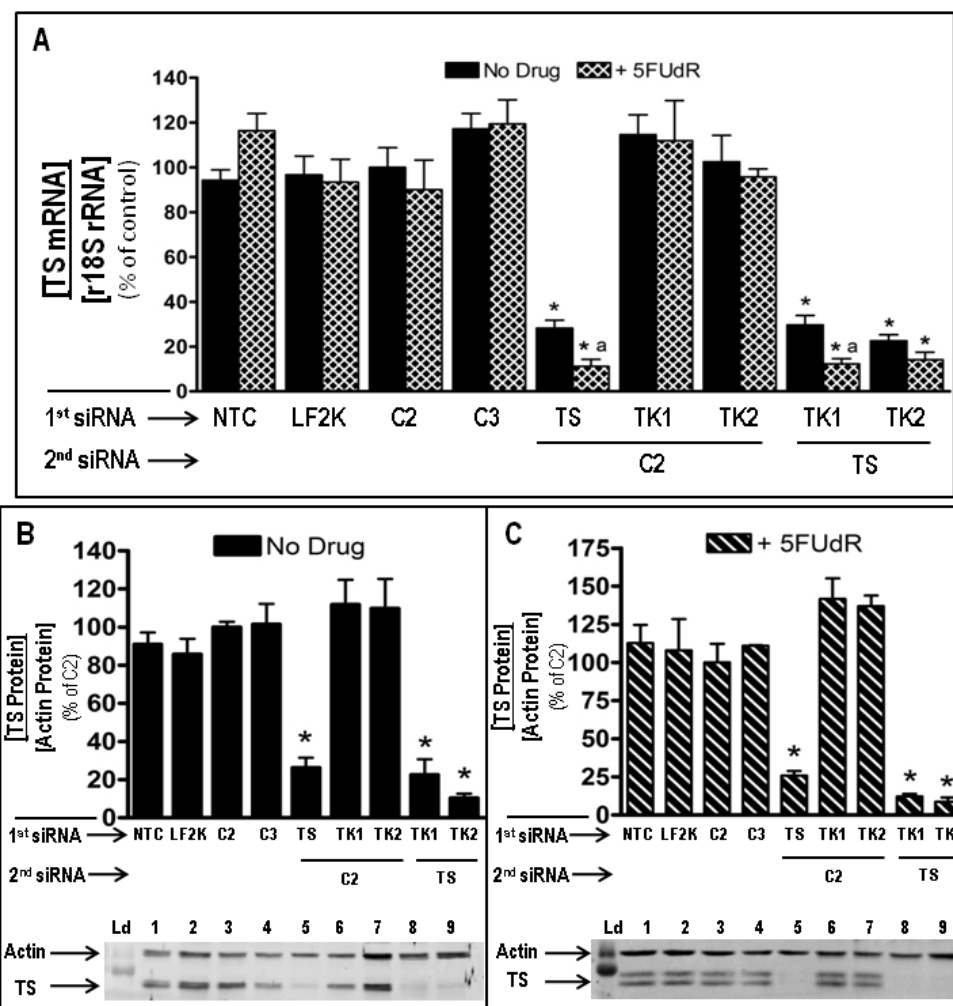 A
No Drug + 5FUdR
[TS mRNA]
[r18S rRNA]
(% of control)
140
120
100
80
60
40
20
0
* * a * * a * *
1st siRNA NTC LF2K C2 C3 TS TK1 TK2 TK1 TK2
2nd siRNA C2 TS
B
No Drug
[TS Protein]
[Actin Protein]
(% of C2)
140
120
100
80
60
40
20
0
* * *
1st siRNA NTC LF2K C2 C3 TS TK1 TK2 TK1 TK2
2nd siRNA C2 TS
Ld 1 2 3 4 5 6 7 8 9
Actin
TS
C
+ 5FUdR
[TS Protein]
[Actin Protein]
(% of C2)
175
150
125
100
75
50
25
0
* * *
1st siRNA NTC LF2K C2 C3 TS TK1 TK2 TK1
2nd siRNA C2 TS
Ld 1 2 3 4 5 6 7 8 9
Actin
TS